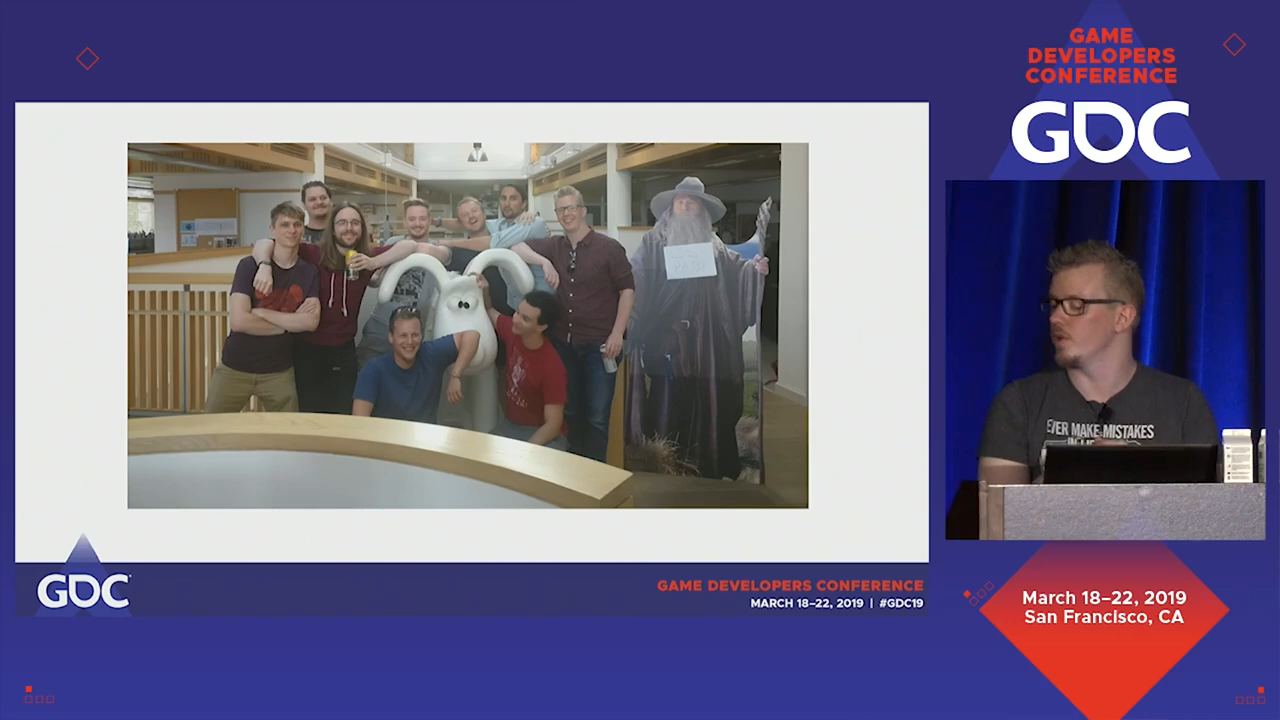 GAME
DEVELOPERS
CONFERENCE
GDC
EVER MAKE MISTAKES
GDC
GAME DEVELOPERS CONFERENCE
MARCH 18–22, 2019 | #GDC19
March 18–22, 2019
San Francisco, CA